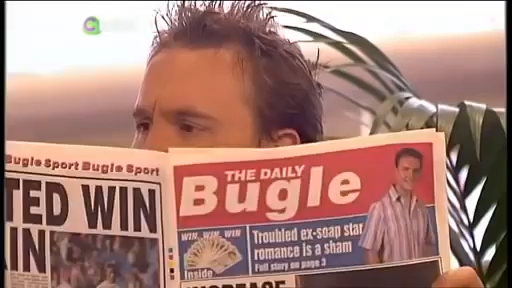 a
Bugle Sport Bugle Sport
TED WIN
IN
THE DAILY
Bugle
WIN WIN WIN
Inside
Troubled ex-soap star
romance is a sham
Full story on page 3
INCREASE